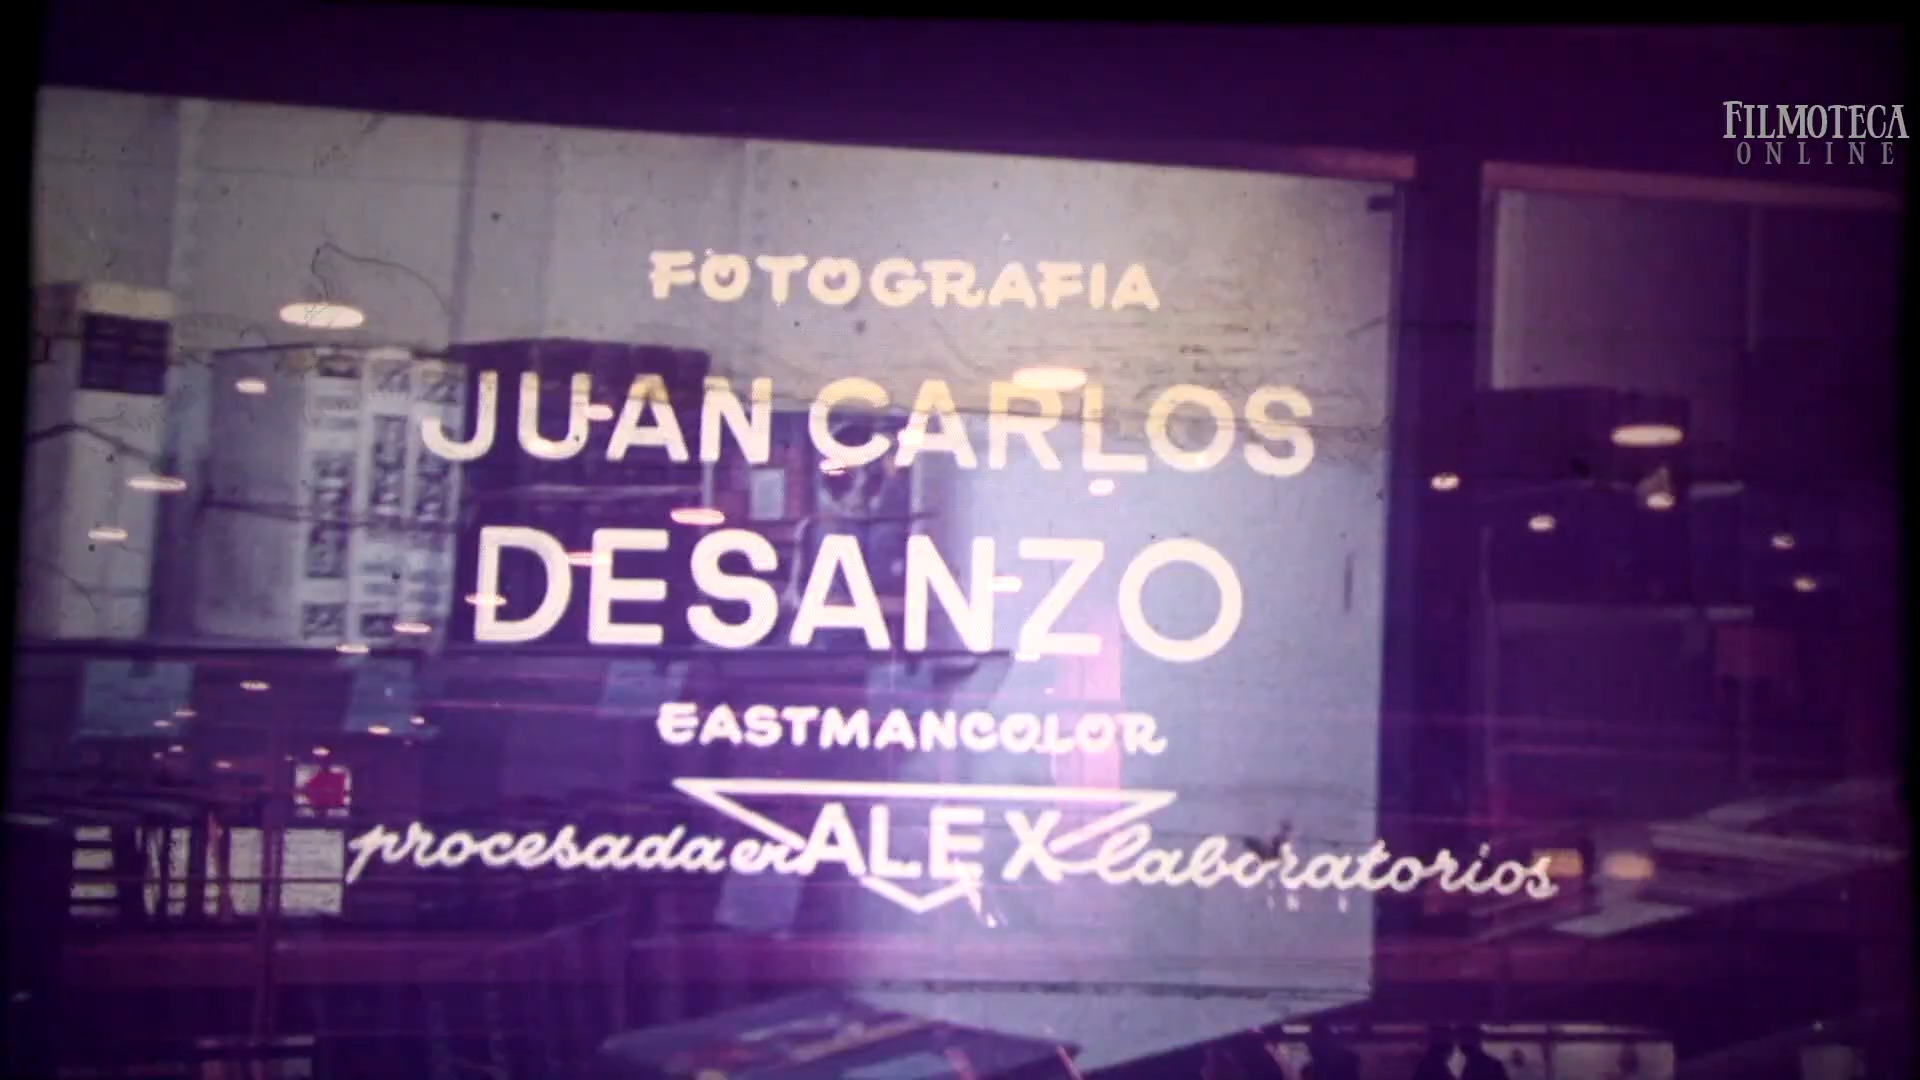 FILMOTECA
ONLINE
FOTOGRAFIA
JUAN CARLOS
DESANZO
EASTMANCOLOR
procesada en ALEX laboratorios